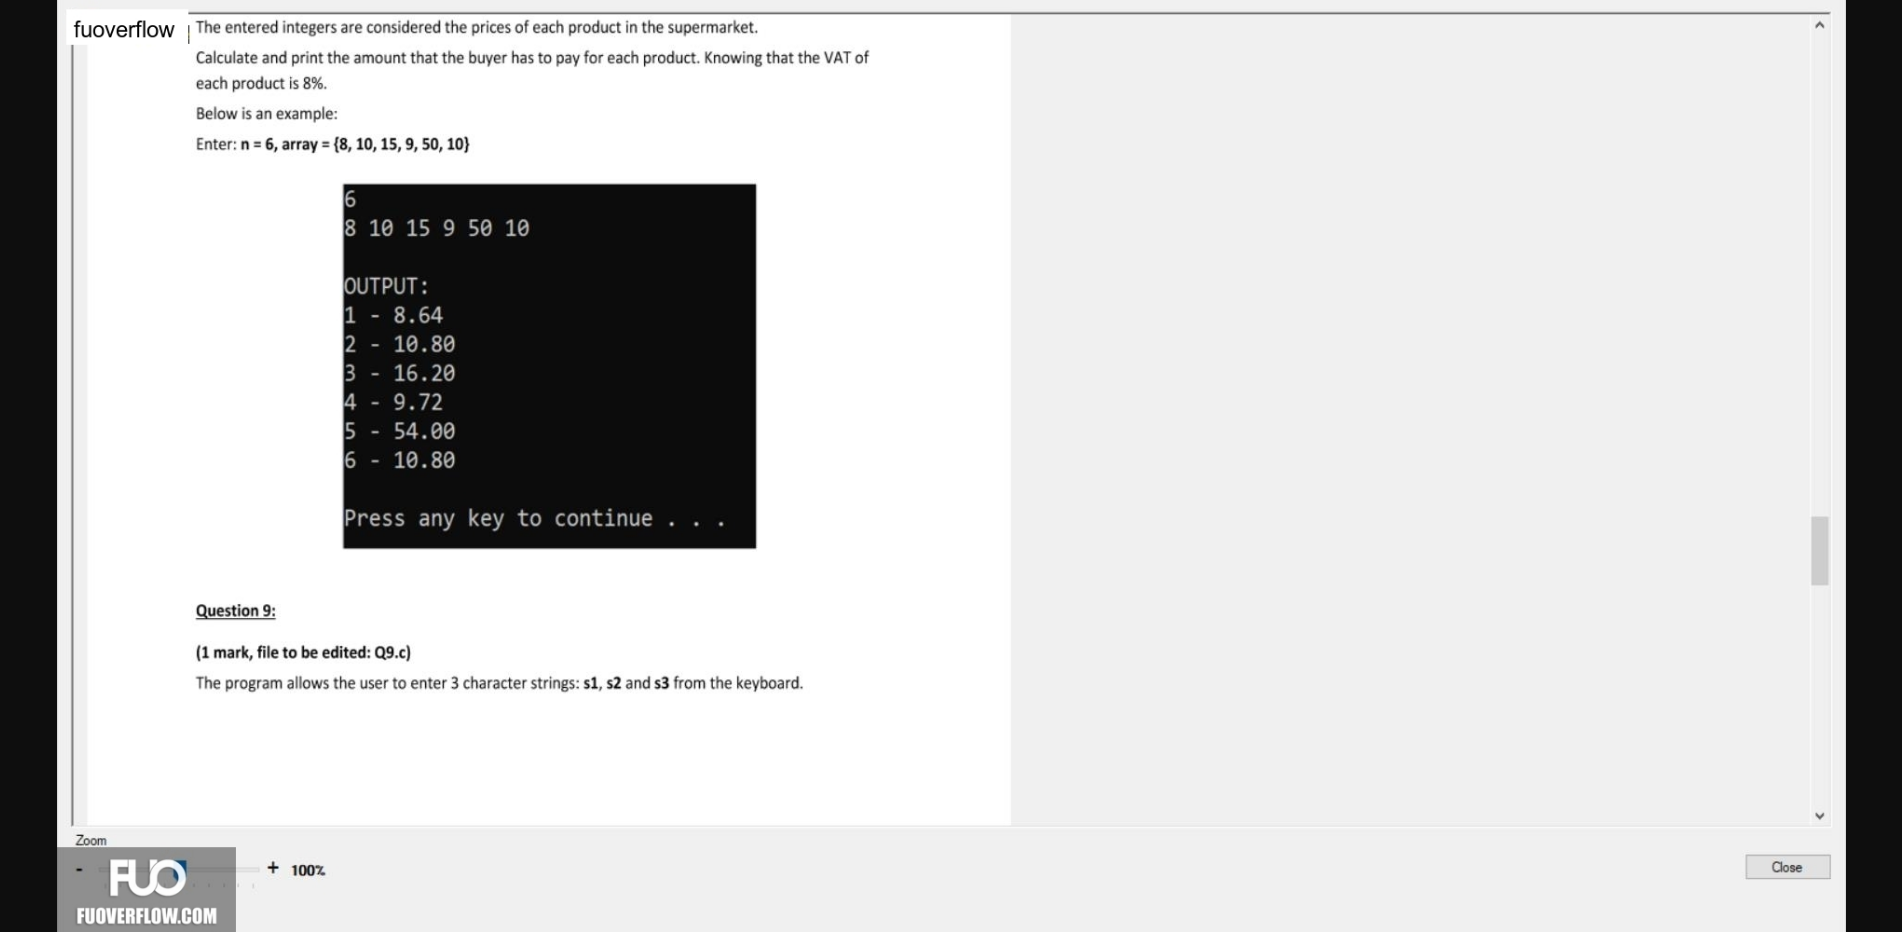 fuoverflow
The entered integers are considered the prices of each product in the supermarket.
Calculate and print the amount that the buyer has to pay for each product. Knowing that the VAT of
each product is 8%.
Below is an example:
Enter: n = 6, array = {8, 10, 15, 9, 50, 10}
6
8 10 15 9 50 10
OUTPUT:
1 - 8.64
2 - 10.80
3 - 16.20
4 - 9.72
5 - 54.00
6 - 10.80
Press any key to continue . . .
Question 9:
(1 mark, file to be edited: Q9.c)
The program allows the user to enter 3 character strings: s1, s2 and s3 from the keyboard.
Zoom
- + 100%
Close
FUO
FUOVERFLOW.COM